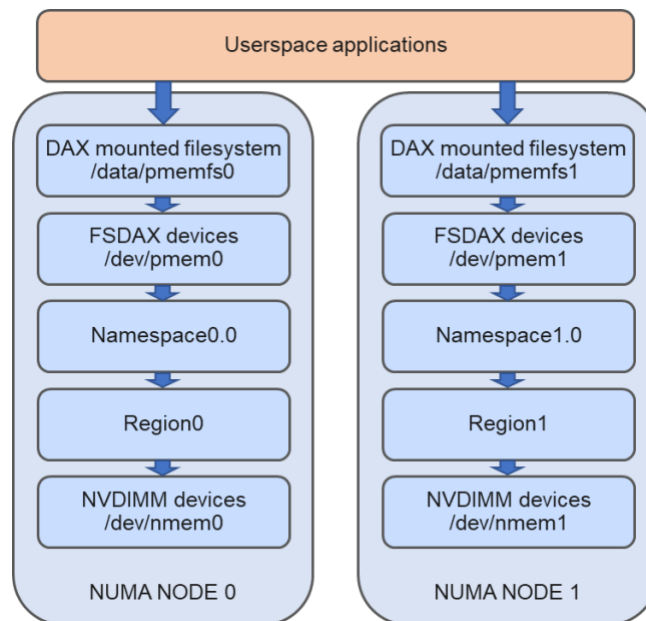 Userspace applications
DAX mounted filesystem
/data/pmemfs0
FSDAX devices
/dev/pmem0
Namespace0.0
Region0
NVDIMM devices
/dev/nmem0
NUMA NODE 0
DAX mounted filesystem
/data/pmemfs1
FSDAX devices
/dev/pmem1
Namespace1.0
Region1
NVDIMM devices
/dev/nmem1
NUMA NODE 1